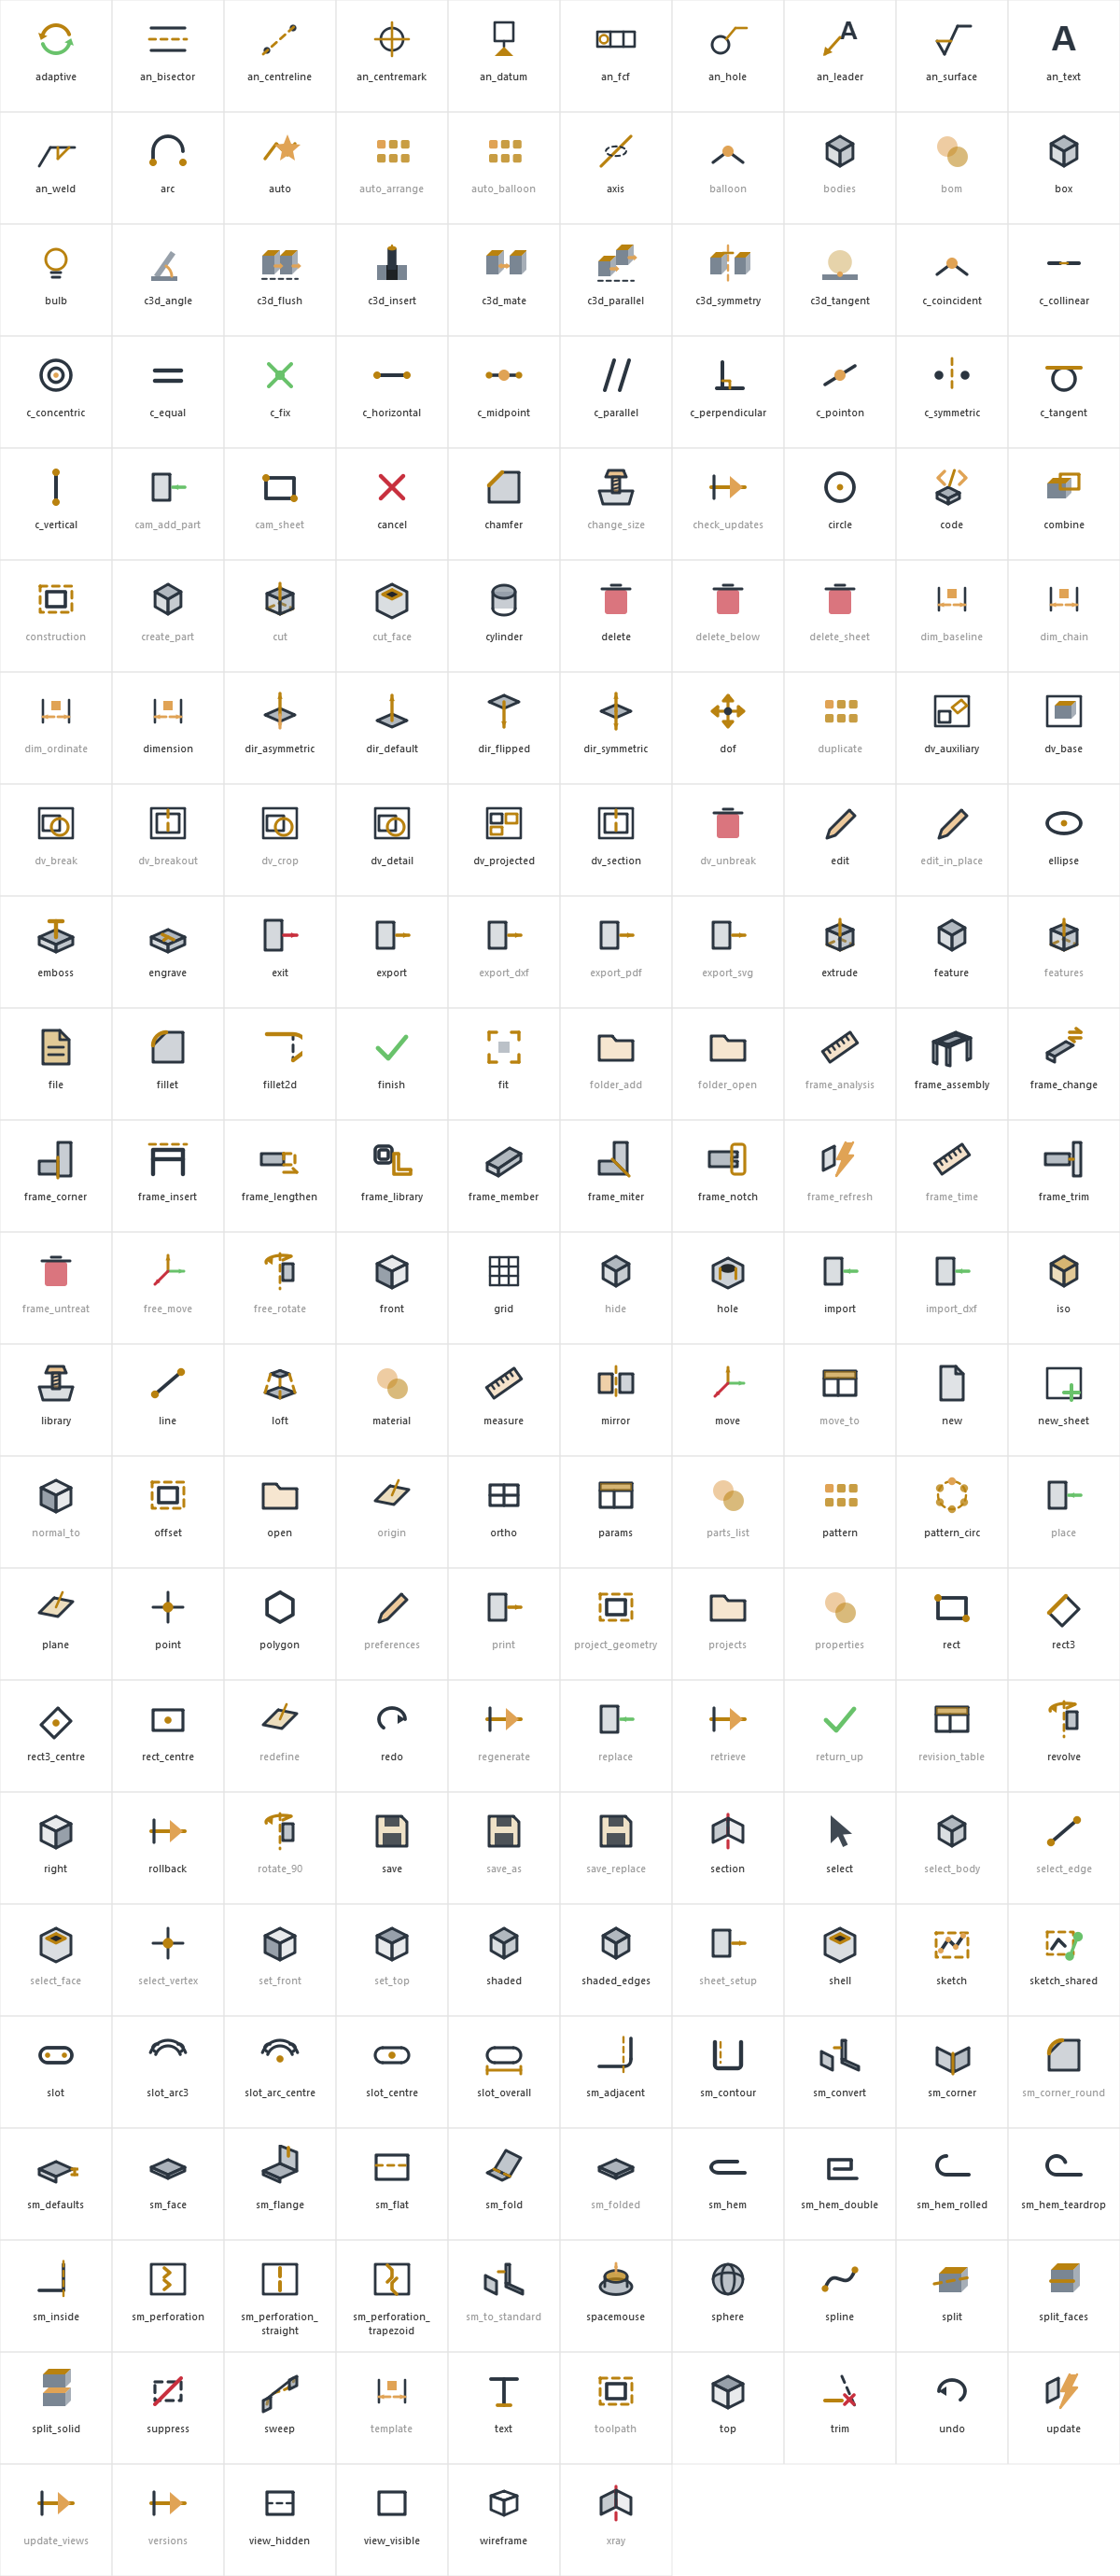 adaptive an_bisector an_centreline an_centremark an_datum an_fcf an_hole an_leader an_surface an_text
an_weld arc auto auto_arrange auto_balloon axis balloon bodies bom box
bulb c3d_angle c3d_flush c3d_insert c3d_mate c3d_parallel c3d_symmetry c3d_tangent c_coincident c_collinear
c_concentric c_equal c_fix c_horizontal c_midpoint c_parallel c_perpendicular c_pointon c_symmetric c_tangent
c_vertical cam_add_part cam_sheet cancel chamfer change_size check_updates circle code combine
construction create_part cut cut_face cylinder delete delete_below delete_sheet dim_baseline dim_chain
dim_ordinate dimension dir_asymmetric dir_default dir_flipped dir_symmetric dof duplicate dv_auxiliary dv_base
dv_break dv_breakout dv_crop dv_detail dv_projected dv_section dv_unbreak edit edit_in_place ellipse
emboss engrave exit export export_dxf export_pdf export_svg extrude feature features
file fillet fillet2d finish fit folder_add folder_open frame_analysis frame_assembly frame_change
frame_corner frame_insert frame_lengthen frame_library frame_member frame_miter frame_notch frame_refresh frame_time frame_trim
frame_untreat free_move free_rotate front grid hide hole import import_dxf iso
library line loft material measure mirror move move_to new new_sheet
normal_to offset open origin ortho params parts_list pattern pattern_circ place
plane point polygon preferences print project_geometry projects properties rect rect3
rect3_centre rect_centre redefine redo regenerate replace retrieve return_up revision_table revolve
right rollback rotate_90 save save_as save_replace section select select_body select_edge
select_face select_vertex set_front set_top shaded shaded_edges sheet_setup shell sketch sketch_shared
slot slot_arc3 slot_arc_centre slot_centre slot_overall sm_adjacent sm_contour sm_convert sm_corner sm_corner_round
sm_defaults sm_face sm_flange sm_flat sm_fold sm_folded sm_hem sm_hem_double sm_hem_rolled sm_hem_teardrop
sm_inside sm_perforation sm_perforation_ sm_perforation_ sm_to_standard spacemouse sphere spline split split_faces
straight trapezoid
split_solid suppress sweep template text toolpath top trim undo update
update_views versions view_hidden view_visible wireframe xray